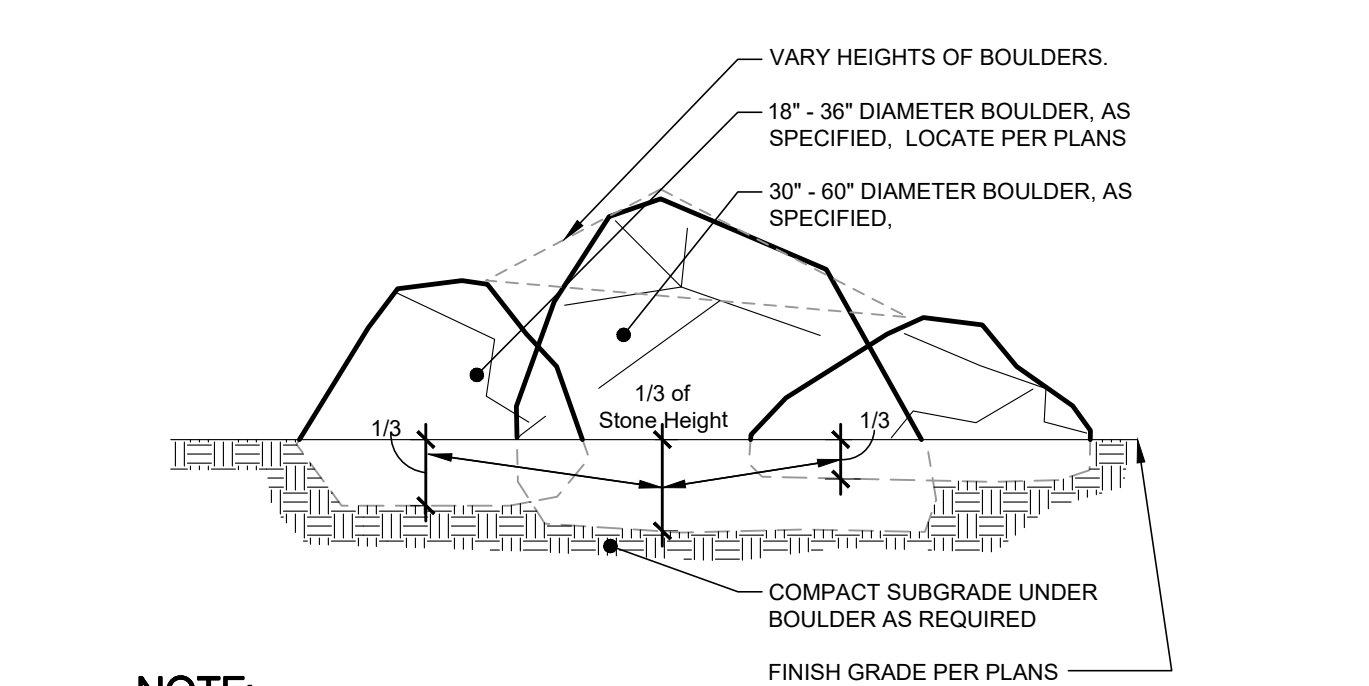 VARY HEIGHTS OF BOULDERS.
18" - 36" DIAMETER BOULDER, AS
SPECIFIED, LOCATE PER PLANS
30" - 60" DIAMETER BOULDER, AS
SPECIFIED,
1/3 of
Stone Height
1/3
1/3
COMPACT SUBGRADE UNDER
BOULDER AS REQUIRED
FINISH GRADE PER PLANS
NOTE: